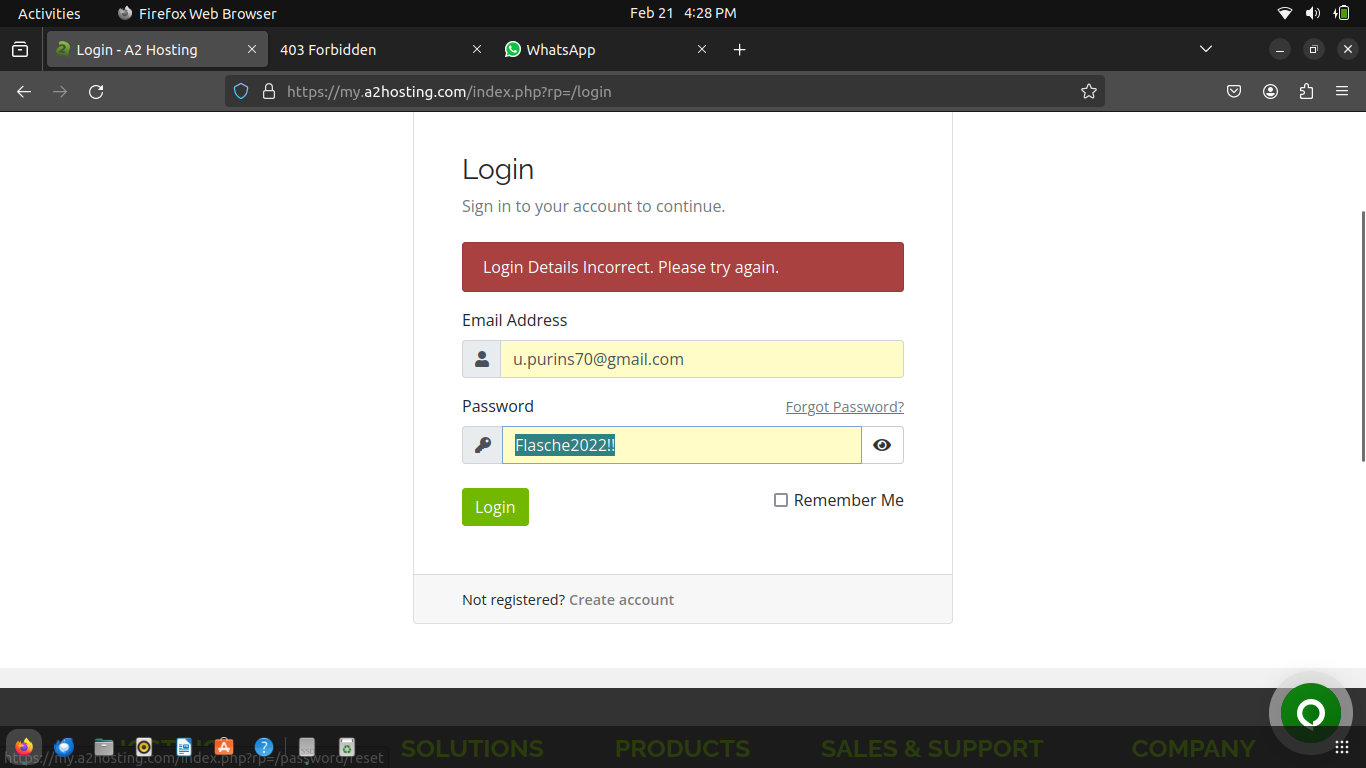 Activities Firefox Web Browser Feb 21 4:28 PM
Login - A2 Hosting 403 Forbidden WhatsApp
https://my.a2hosting.com/index.php?rp=/login
Login
Sign in to your account to continue.
Login Details Incorrect. Please try again.
Email Address
u.purins70@gmail.com
Password Forgot Password?
Flasche2022!!
Login Remember Me
Not registered? Create account
SOLUTIONS PRODUCTS SALES & SUPPORT COMPANY
https://my.a2hosting.com/index.php?rp=/password/reset